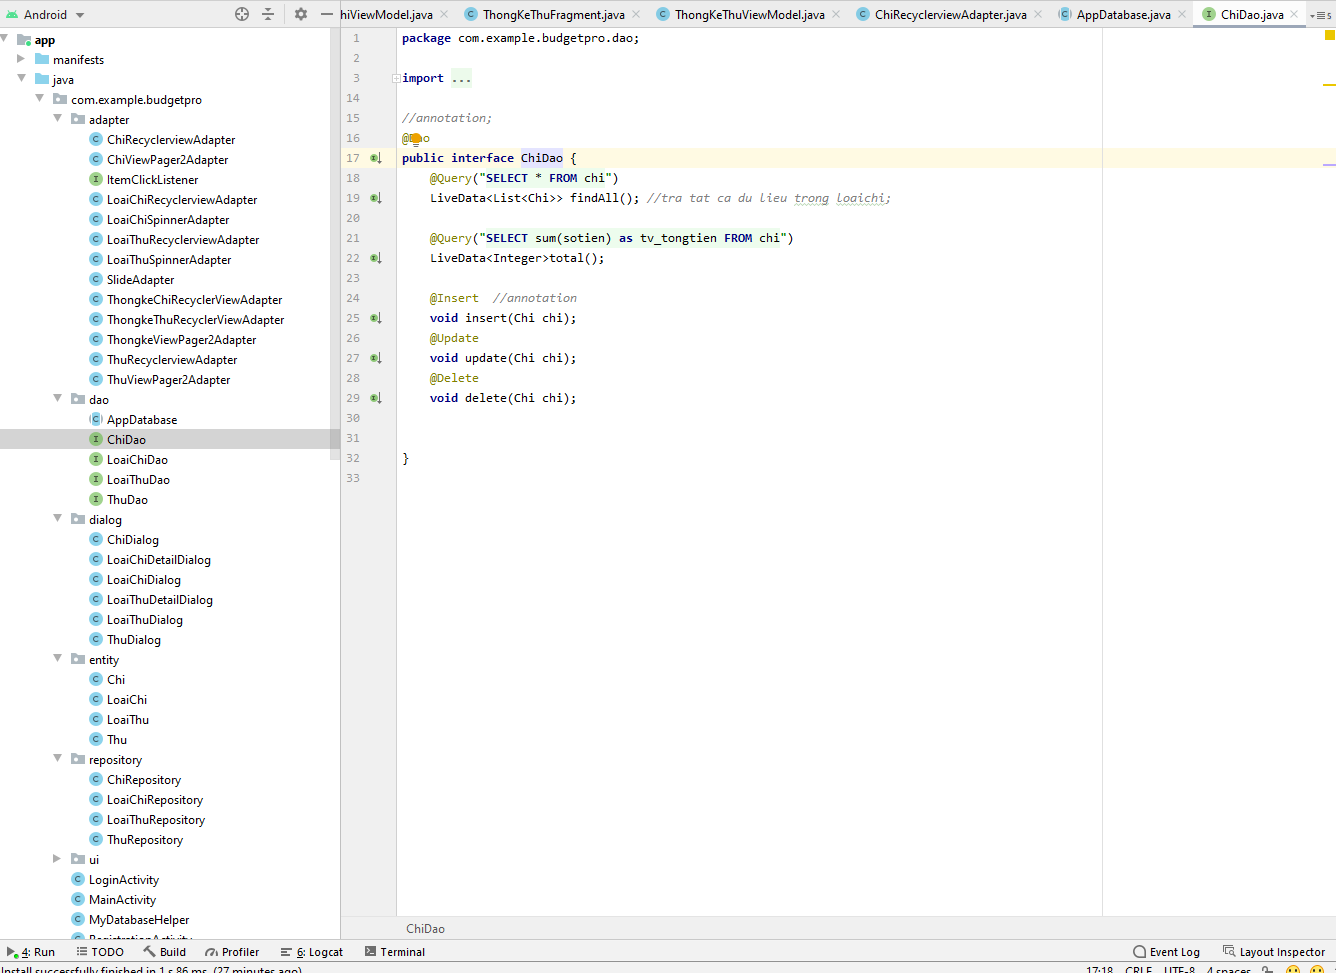 Android
hiViewModel.java
ThongKeThuFragment.java
ThongKeThuViewModel.java
ChiRecyclerviewAdapter.java
AppDatabase.java
ChiDao.java
5
app
manifests
java
com.example.budgetpro
adapter
ChiRecyclerviewAdapter
ChiViewPager2Adapter
ItemClickListener
LoaiChiRecyclerviewAdapter
LoaiChiSpinnerAdapter
LoaiThuRecyclerviewAdapter
LoaiThuSpinnerAdapter
SlideAdapter
ThongkeChiRecyclerViewAdapter
ThongkeThuRecyclerViewAdapter
ThongkeViewPager2Adapter
ThuRecyclerviewAdapter
ThuViewPager2Adapter
dao
AppDatabase
ChiDao
LoaiChiDao
LoaiThuDao
ThuDao
dialog
ChiDialog
LoaiChiDetailDialog
LoaiChiDialog
LoaiThuDetailDialog
LoaiThuDialog
ThuDialog
entity
Chi
LoaiChi
LoaiThu
Thu
repository
ChiRepository
LoaiChiRepository
LoaiThuRepository
ThuRepository
ui
LoginActivity
MainActivity
MyDatabaseHelper
RegistrationActivity
1 package com.example.budgetpro.dao;
2
3 import ...
14
15 //annotation;
16
17 public interface ChiDao {
18 @Query("SELECT * FROM chi")
19 LiveData<List<Chi>> findAll(); //tra tat ca du lieu trong loaichi;
20
21 @Query("SELECT sum(sotien) as tv_tongtien FROM chi")
22 LiveData<Integer>total();
23
24 @Insert //annotation
25 void insert(Chi chi);
26 @Update
27 void update(Chi chi);
28 @Delete
29 void delete(Chi chi);
30
31
32 }
33
ChiDao
4: Run
TODO
Build
Profiler
6: Logcat
Terminal
Event Log
Layout Inspector
Install successfully finished in 1 s 86 ms. (27 minutes ago)
17:18 CRLF UTF-8 4 spaces